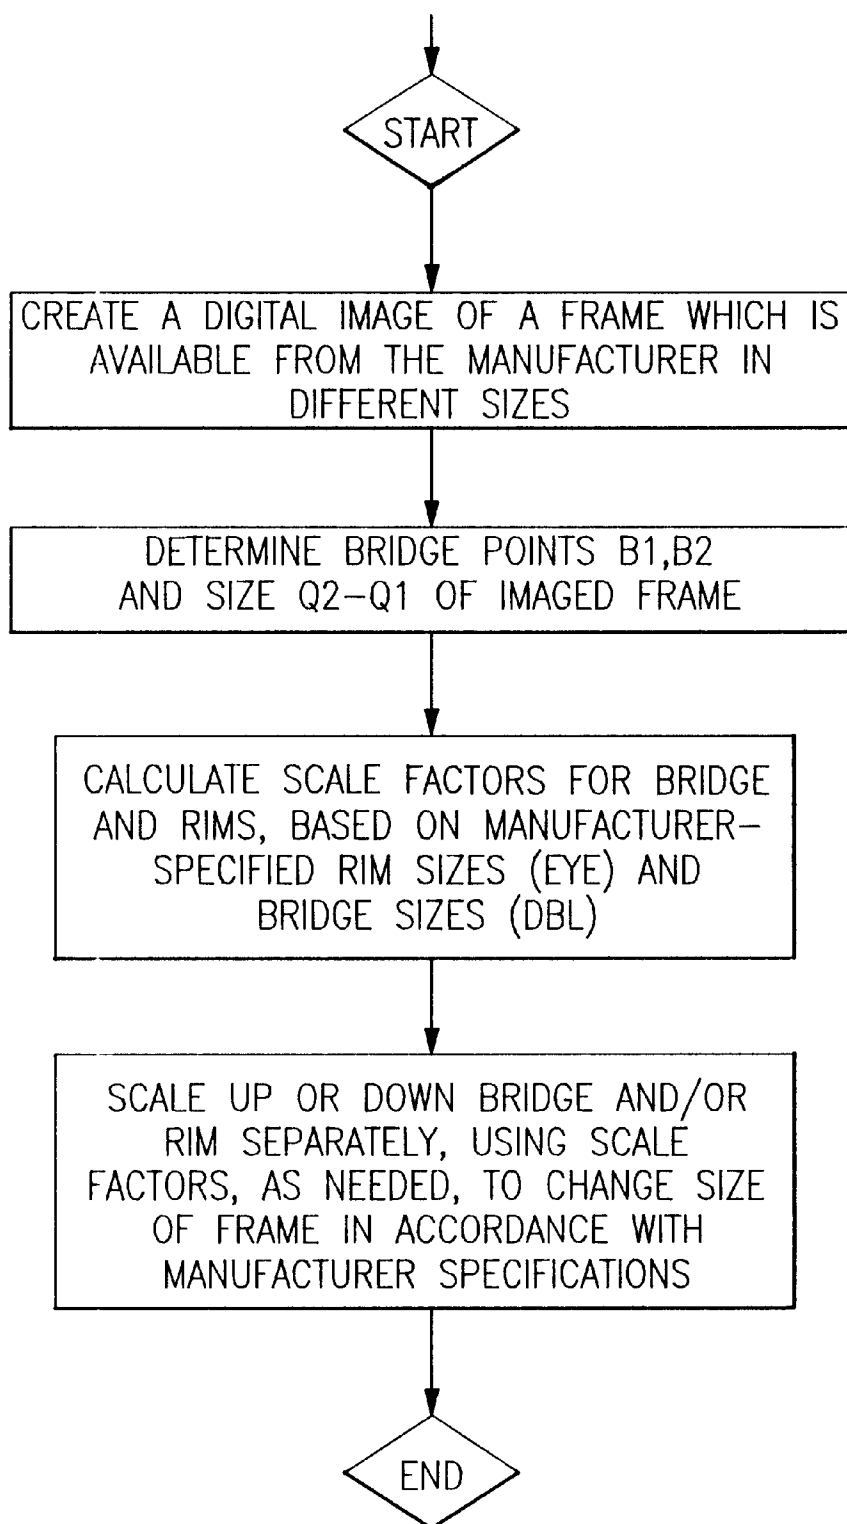 START
CREATE A DIGITAL IMAGE OF A FRAME WHICH IS
AVAILABLE FROM THE MANUFACTURER IN
DIFFERENT SIZES
DETERMINE BRIDGE POINTS B1,B2
AND SIZE Q2-Q1 OF IMAGED FRAME
CALCULATE SCALE FACTORS FOR BRIDGE
AND RIMS, BASED ON MANUFACTURER-
SPECIFIED RIM SIZES (EYE) AND
BRIDGE SIZES (DBL)
SCALE UP OR DOWN BRIDGE AND/OR
RIM SEPARATELY, USING SCALE
FACTORS, AS NEEDED, TO CHANGE SIZE
OF FRAME IN ACCORDANCE WITH
MANUFACTURER SPECIFICATIONS
END